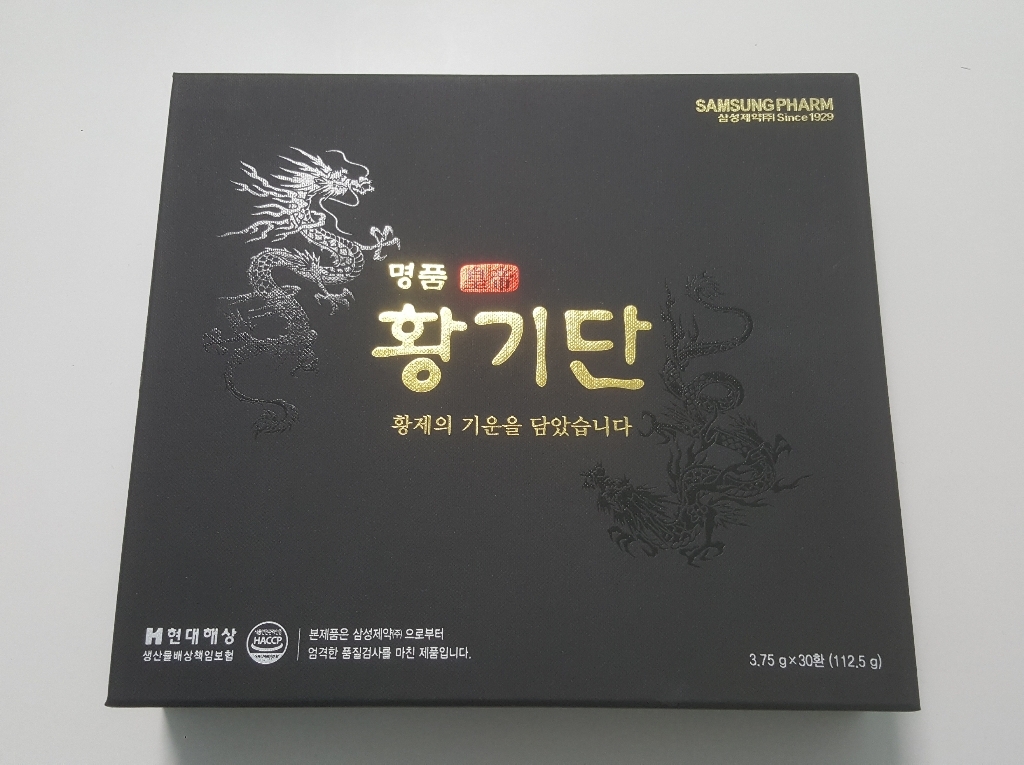 SAMSUNG PHARM
삼성제약㈜ Since 1929
명품
황기단
황제의 기운을 담았습니다
H 현대해상
생산물배상책임보험
HACCP
본제품은 삼성제약㈜ 으로부터
엄격한 품질검사를 마친 제품입니다.
3.75 g×30환 (112.5 g)